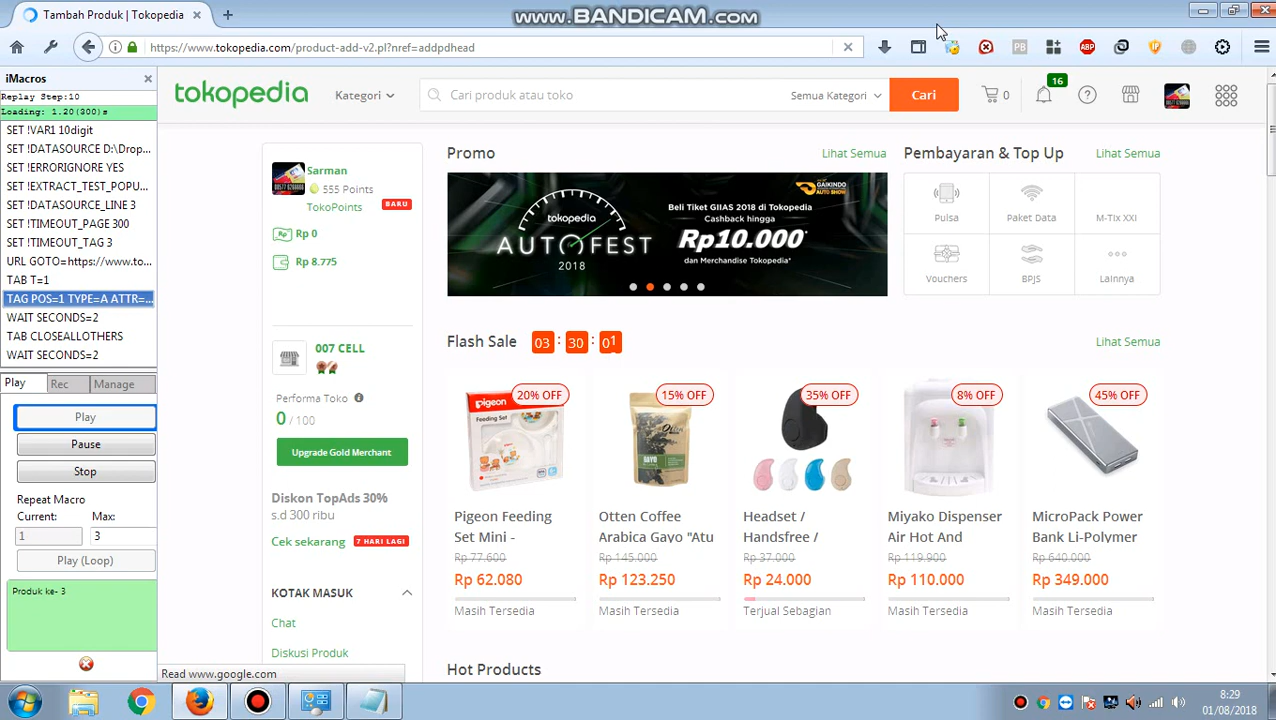 Tambah Produk | Tokopedia
www.BANDICAM.com
https://www.tokopedia.com/product-add-v2.pl?nref=addpdhead
PB
ABP
IP
iMacros
Replay Step:10
Loading: 1.20(300)s
SET !VAR1 10digit
SET !DATASOURCE D:\Drop...
SET !ERRORIGNORE YES
SET !EXTRACT_TEST_POPU...
SET !DATASOURCE_LINE 3
SET !TIMEOUT_PAGE 300
SET !TIMEOUT_TAG 3
URL GOTO=https://www.to...
TAB T=1
TAG POS=1 TYPE=A ATTR=...
WAIT SECONDS=2
TAB CLOSEALLOTHERS
WAIT SECONDS=2
Play
Rec
Manage
Play
Pause
Stop
Repeat Macro
Current:
Max:
1
3
Play (Loop)
Produk ke- 3
tokopedia
Kategori
Cari produk atau toko
Semua Kategori
Cari
0
16
Sarman
555 Points
TokoPoints
BARU
Rp 0
Rp 8.775
007 CELL
Performa Toko
0 / 100
Upgrade Gold Merchant
Diskon TopAds 30%
s.d 300 ribu
Cek sekarang
7 HARI LAGI
KOTAK MASUK
Chat
Diskusi Produk
Promo
Lihat Semua
tokopedia
AUTOFEST
2018
GAIKINDO
AUTO SHOW
Beli Tiket GIIAS 2018 di Tokopedia
Cashback hingga
Rp10.000*
dan Merchandise Tokopedia*
Pembayaran & Top Up
Lihat Semua
Pulsa
Paket Data
M-Tix XXI
Vouchers
BPJS
Lainnya
Flash Sale
03 : 30 : 01
Lihat Semua
20% OFF
15% OFF
35% OFF
8% OFF
45% OFF
pigeon
Feeding Set
Pigeon Feeding
Set Mini -
Rp 77.600
Rp 62.080
Masih Tersedia
Otten Coffee
Arabica Gayo "Atu
Rp 145.000
Rp 123.250
Masih Tersedia
Headset /
Handsfree /
Rp 37.000
Rp 24.000
Terjual Sebagian
Miyako Dispenser
Air Hot And
Rp 119.900
Rp 110.000
Masih Tersedia
MicroPack Power
Bank Li-Polymer
Rp 640.000
Rp 349.000
Masih Tersedia
Hot Products
Read www.google.com
8:29
01/08/2018